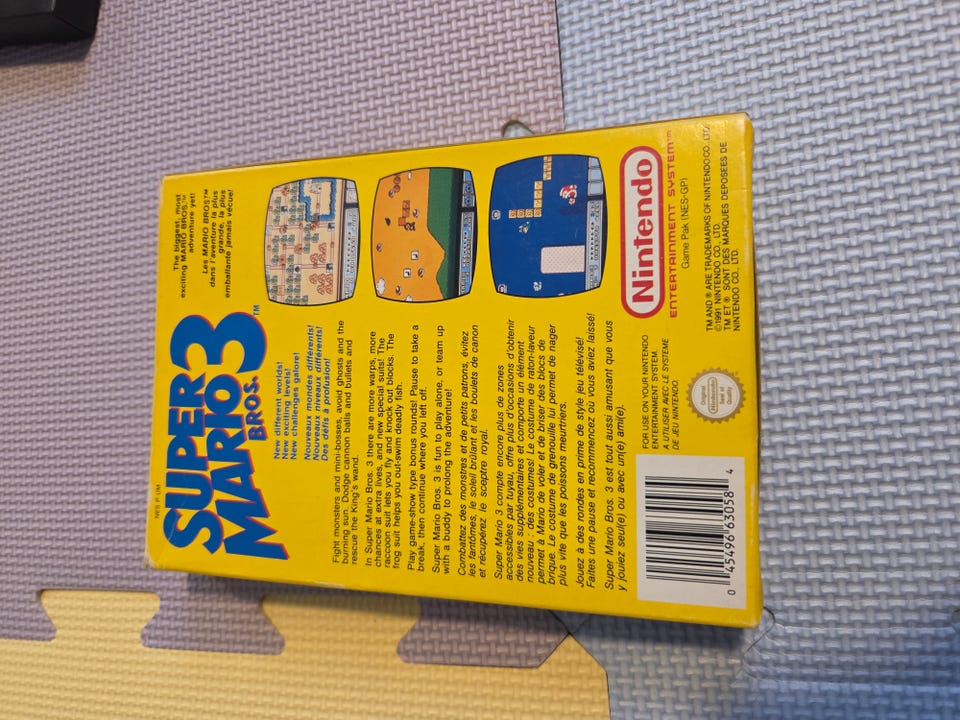 NES P UM
SUPER
MARIO
BROS. 3™
The biggest, most
exciting MARIO BROS.™
adventure yet!
Les MARIO BROS.™
dans l'aventure la plus
grande, la plus
emballante jamais vécue!
New different worlds!
New exciting levels!
New challenges galore!
Nouveaux mondes différents!
Nouveaux niveaux différents!
Des défis à profusion!
Fight monsters and mini-bosses, avoid ghosts and the
burning sun. Dodge cannon balls and bullets and
rescue the King's wand.
In Super Mario Bros. 3 there are more warps, more
chances at extra lives, and new special suits! The
raccoon suit lets you fly and knock out blocks. The
frog suit helps you out-swim deadly fish.
Play game-show type bonus rounds! Pause to take a
break, then continue where you left off.
Super Mario Bros. 3 is fun to play alone, or team up
with a buddy to prolong the adventure!
Combattez des monstres et de petits patrons, évitez
les fantômes, le soleil brûlant et les boulets de canon
et récupérez le sceptre royal.
Super Mario 3 compte encore plus de zones
accessibles par tuyau, offre plus d'occasions d'obtenir
des vies supplémentaires et comporte un élément
nouveau : des costumes! Le costume de raton-laveur
permet à Mario de voler et de briser des blocs de
brique. Le costume de grenouille lui permet de nager
plus vite que les poissons meurtriers.
Jouez à des rondes en prime de style jeu télévisé!
Faites une pause et recommencez où vous aviez laissé!
Super Mario Bros. 3 est tout aussi amusant que vous
y jouiez seul(e) ou avec un(e) ami(e).
Nintendo
ENTERTAINMENT SYSTEM™
Game Pak (NES-GP)
FOR USE ON YOUR NINTENDO
ENTERTAINMENT SYSTEM.
A UTILISER AVEC LE SYSTEME
DE JEU NINTENDO.
Original
Nintendo
Seal of
Quality
TM AND ® ARE TRADEMARKS OF NINTENDO CO., LTD.
©1991 NINTENDO CO., LTD.
TM ET ® SONT DES MARQUES DEPOSEES DE
NINTENDO CO., LTD
0 45496 63058 4